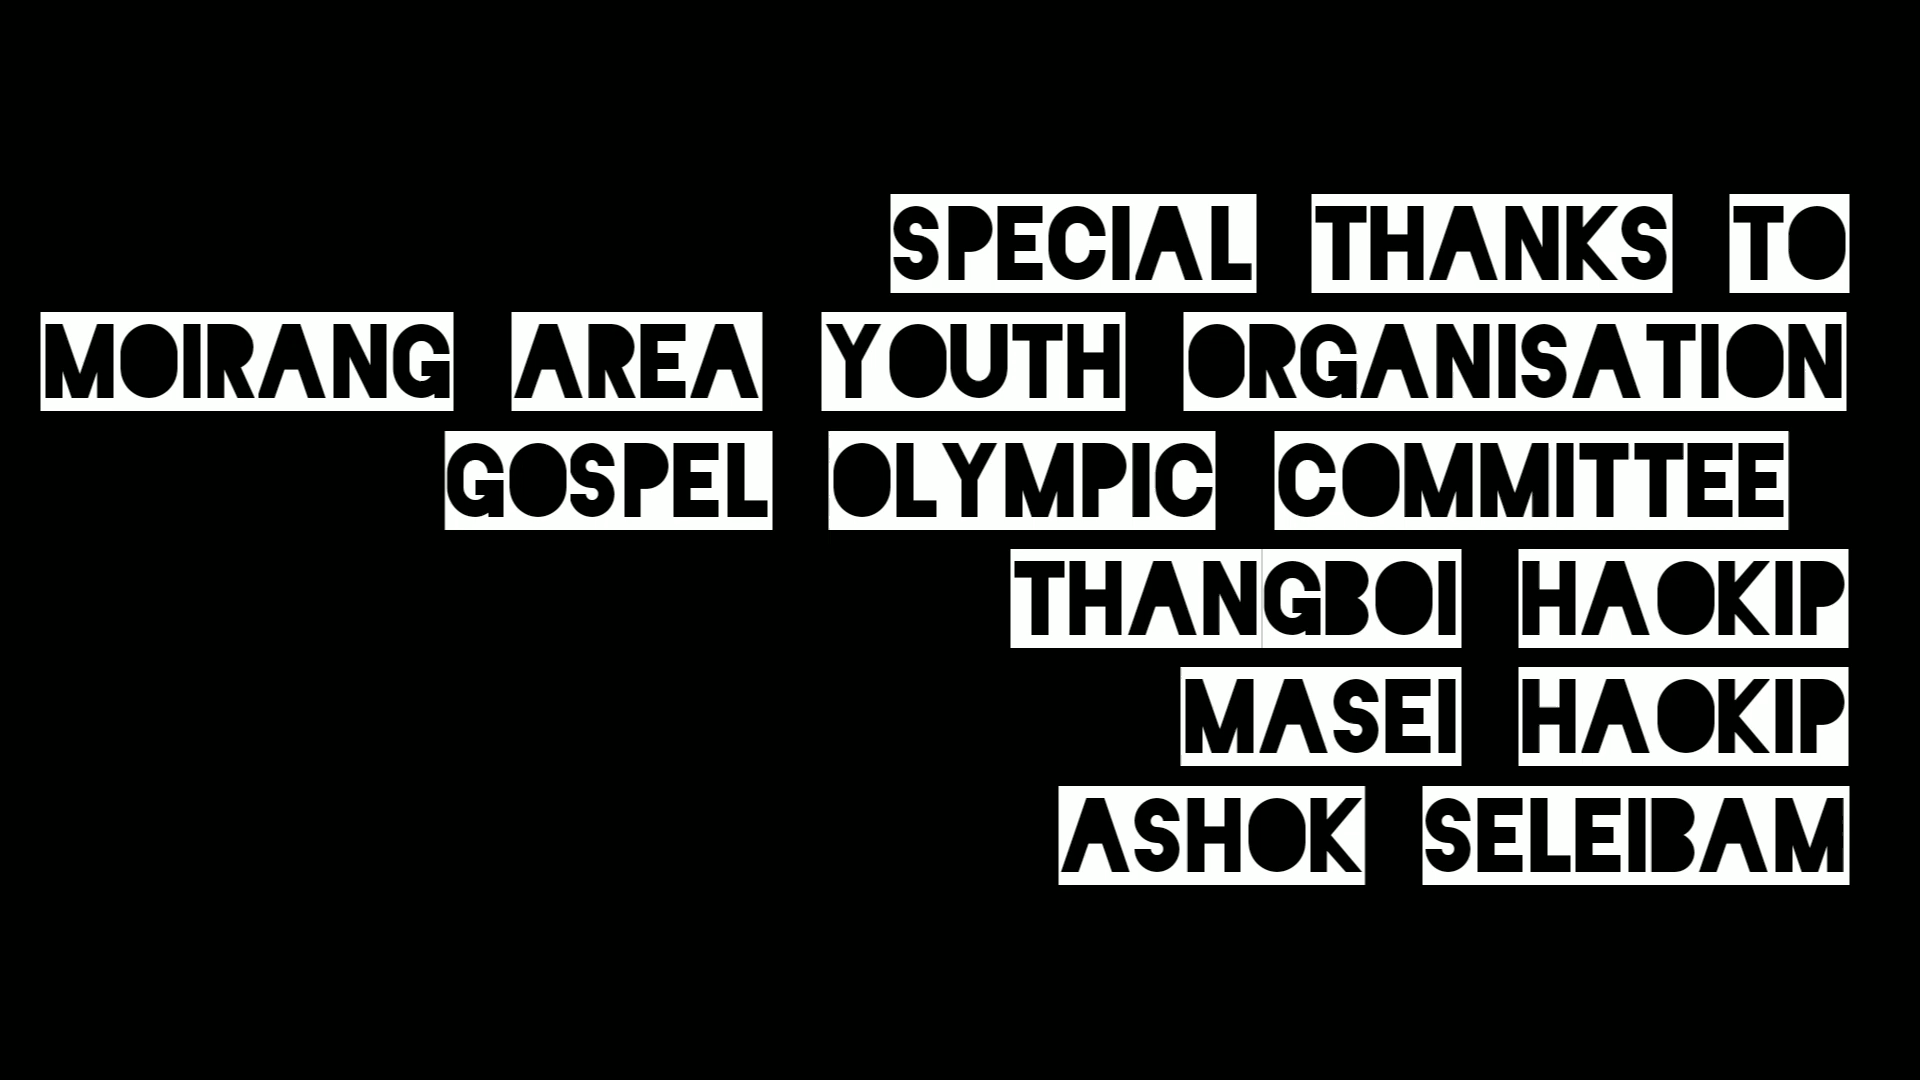 SPECIAL THANKS TO
MOIRANG AREA YOUTH ORGANISATION
GOSPEL OLYMPIC COMMITTEE
THANGBOI HAOKIP
MASEI HAOKIP
ASHOK SELEIBAM